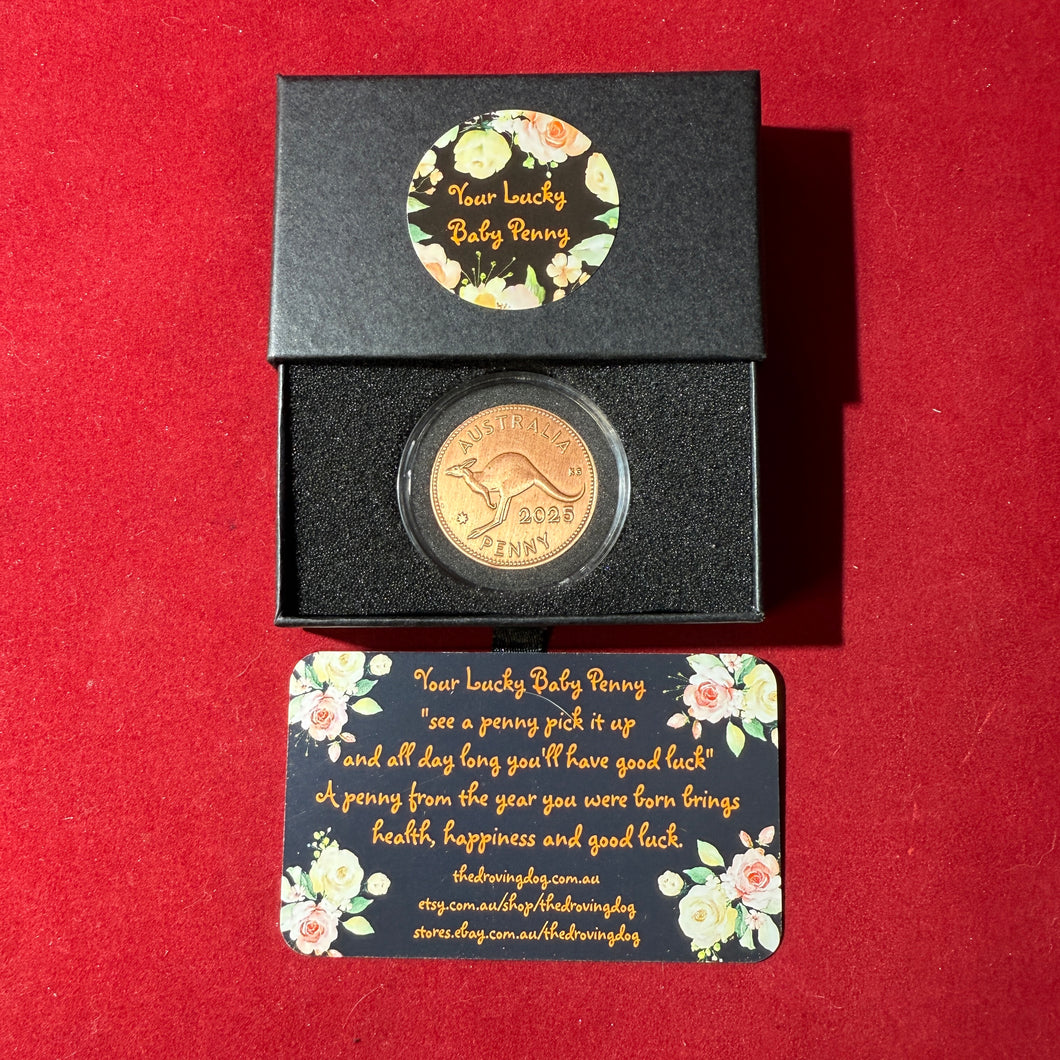 Your Lucky
Baby Penny
AUSTRALIA
KG
2025
PENNY
Your Lucky Baby Penny
"see a penny pick it up
and all day long you'll have good luck"
A penny from the year you were born brings
health, happiness and good luck.
thedrovingdog.com.au
etsy.com.au/shop/thedrovingdog
stores.ebay.com.au/thedrovingdog